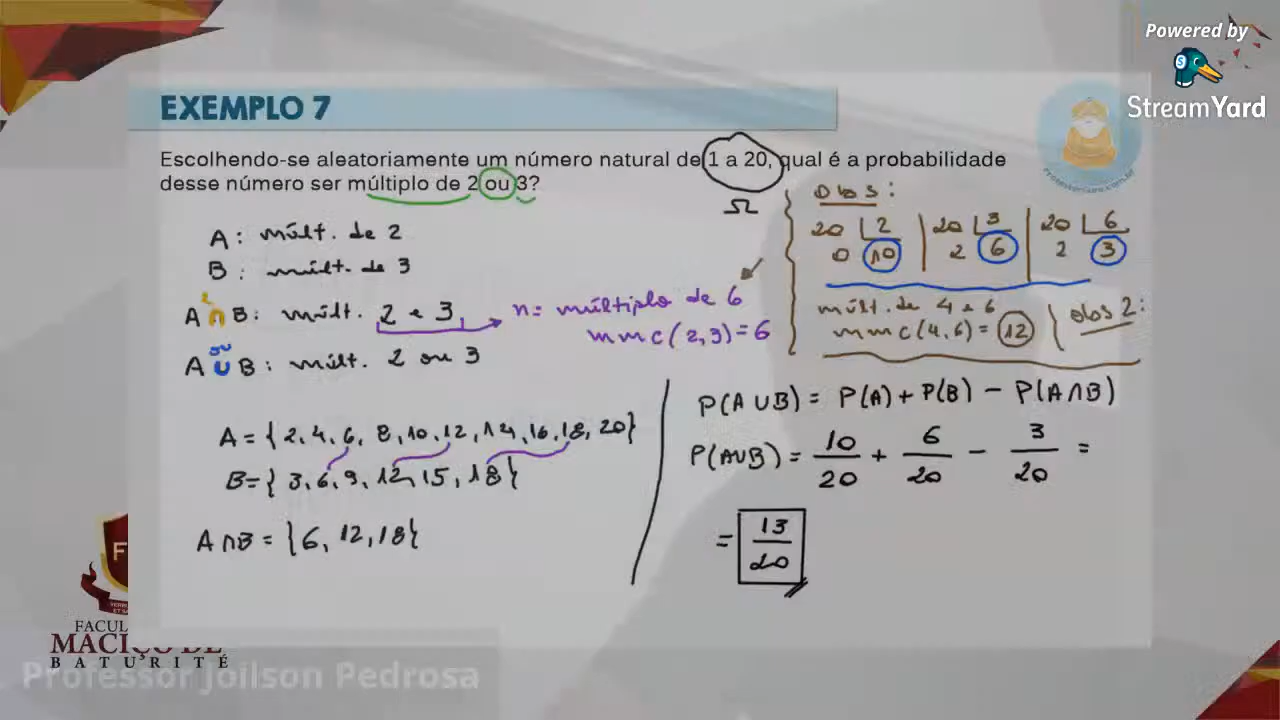 Powered by
StreamYard
EXEMPLO 7
Escolhendo-se aleatoriamente um número natural de 1 a 20, qual é a probabilidade
desse número ser múltiplo de 2 ou 3?
Ω
A: múlt. de 2
B: múlt. de 3
A ∩ B: múlt. 2 e 3
e
n= múltiplo de 6
mmc(2,3)=6
ou
A ∪ B: múlt. 2 ou 3
Obs:
20 | 2
0 10
20 | 3
2 6
20 | 6
2 3
múlt. de 4 e 6
mmc(4,6)= 12
Obs 2:
A = { 2, 4, 6, 8, 10, 12, 14, 16, 18, 20}
B= { 3, 6, 9, 12, 15, 18}
A ∩ B = {6, 12, 18}
P(A ∪ B) = P(A) + P(B) - P(A ∩ B)
P(A∪B) = 10/20 + 6/20 - 3/20 =
= 13/20
MACIÇO DE
BATURITÉ
Professor Joilson Pedrosa